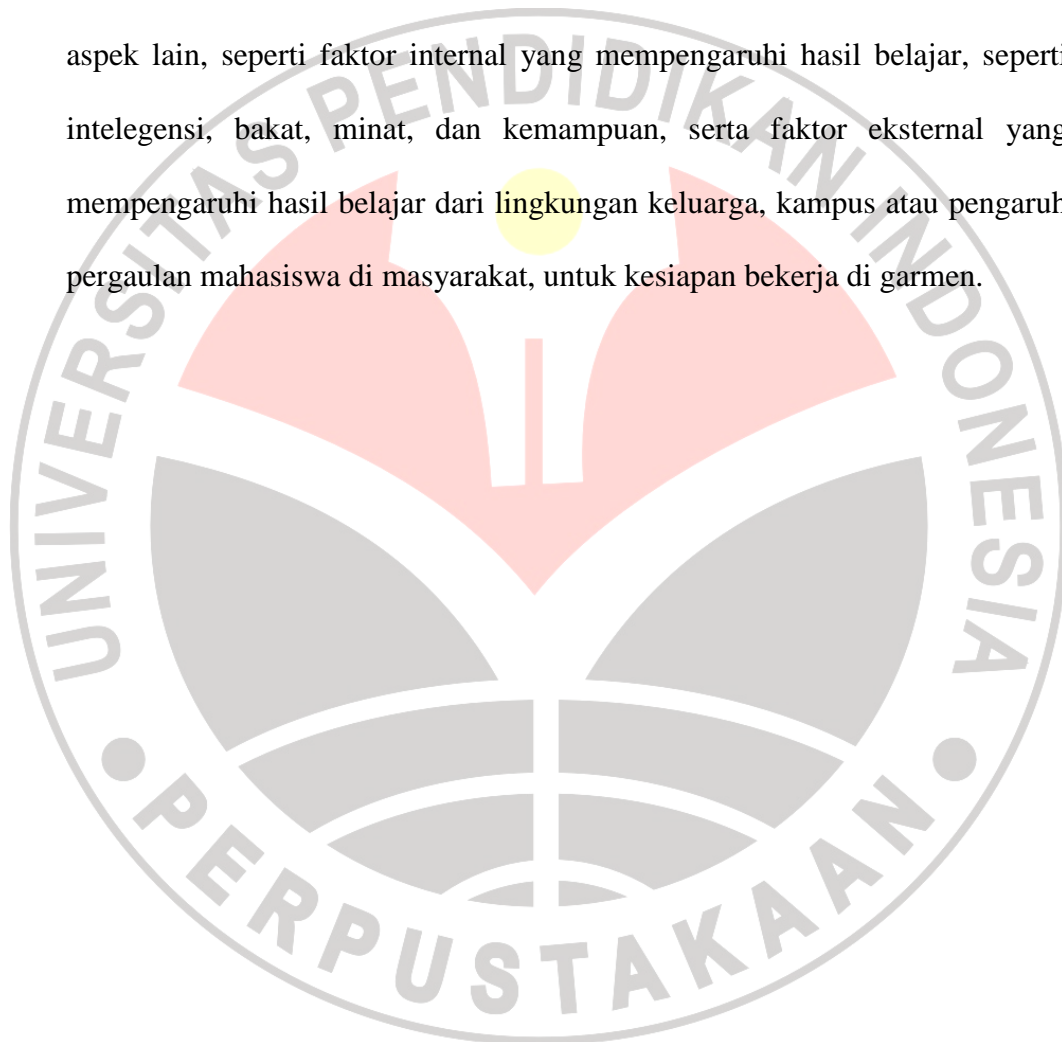 aspek lain, seperti faktor internal yang mempengaruhi hasil belajar, seperti
intelegensi, bakat, minat, dan kemampuan, serta faktor eksternal yang
mempengaruhi hasil belajar dari lingkungan keluarga, kampus atau pengaruh
pergaulan mahasiswa di masyarakat, untuk kesiapan bekerja di garmen.
UNIVERSITAS PENDIDIKAN INDONESIA
PERPUSTAKAAN